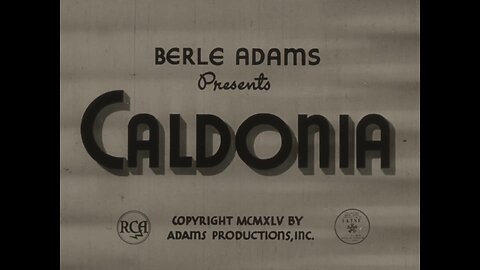 BERLE ADAMS
Presents
CALDONIA
RCA
COPYRIGHT MCMXLV BY
ADAMS PRODUCTIONS, INC.